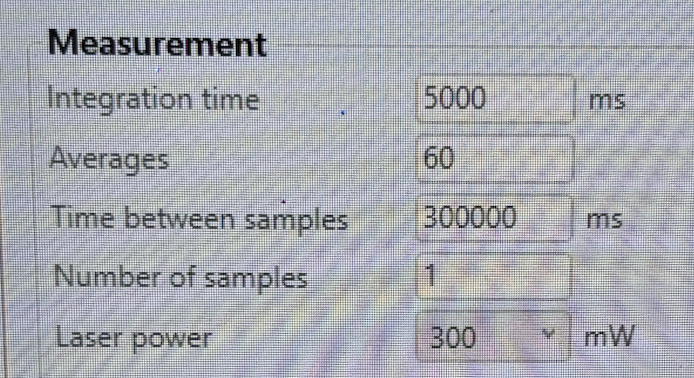 Measurement
Integration time 5000 ms
Averages 60
Time between samples 300000 ms
Number of samples 1
Laser power 300 mW